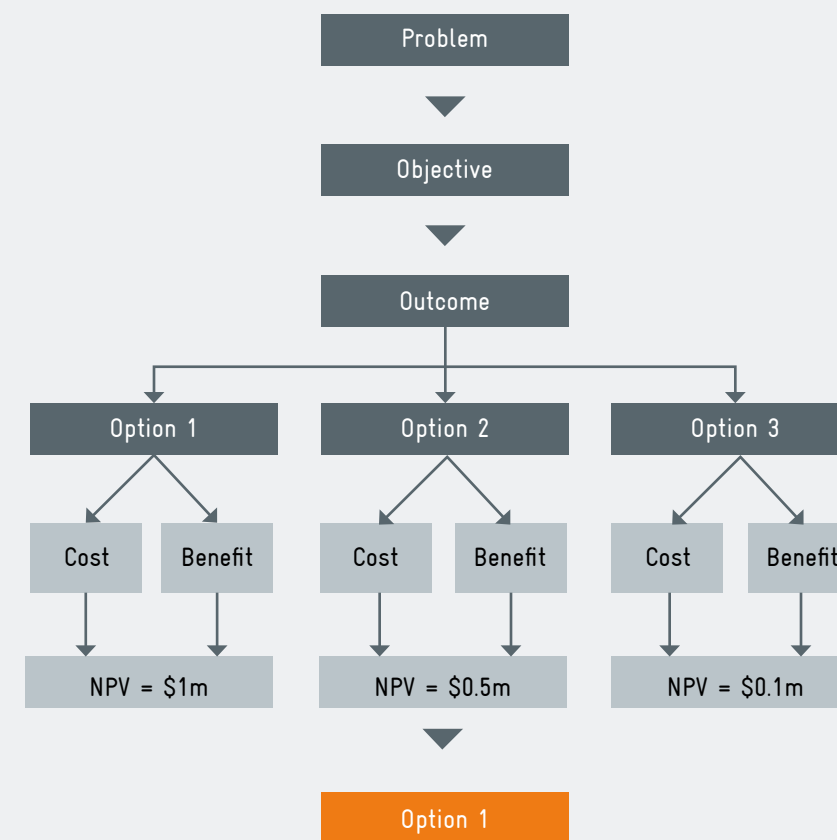 Problem
Objective
Outcome
Option 1
Option 2
Option 3
Cost
Benefit
Cost
Benefit
Cost
Benefit
NPV = $1m
NPV = $0.5m
NPV = $0.1m
Option 1